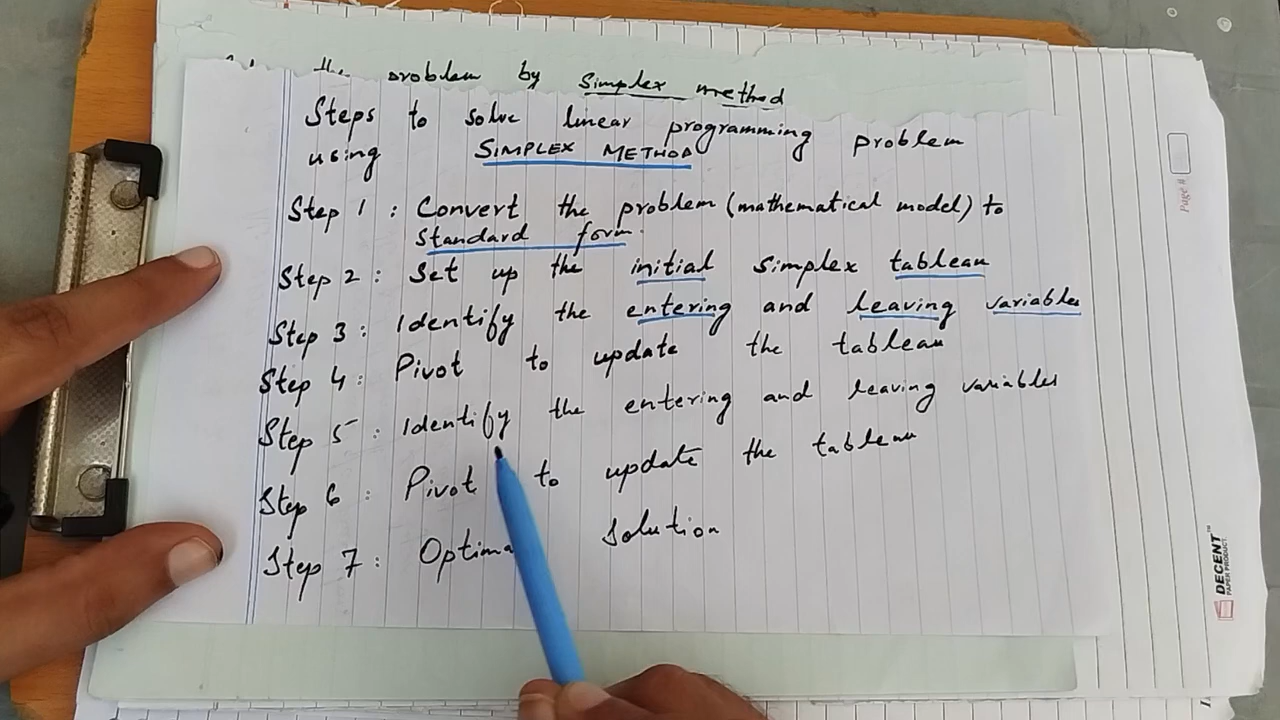 the problem by Simplex method
Steps to solve linear programming problem
using SIMPLEX METHOD
Step 1 : Convert the problem (mathematical model) to
Standard form.
Step 2 : Set up the initial simplex tableau
Step 3 : Identify the entering and leaving variables
Step 4 : Pivot to update the tableau
Step 5 : Identify the entering and leaving variables
Step 6 : Pivot to update the tableau
Step 7 : Solution
Page #
DECENT
PAPER PRODUCT